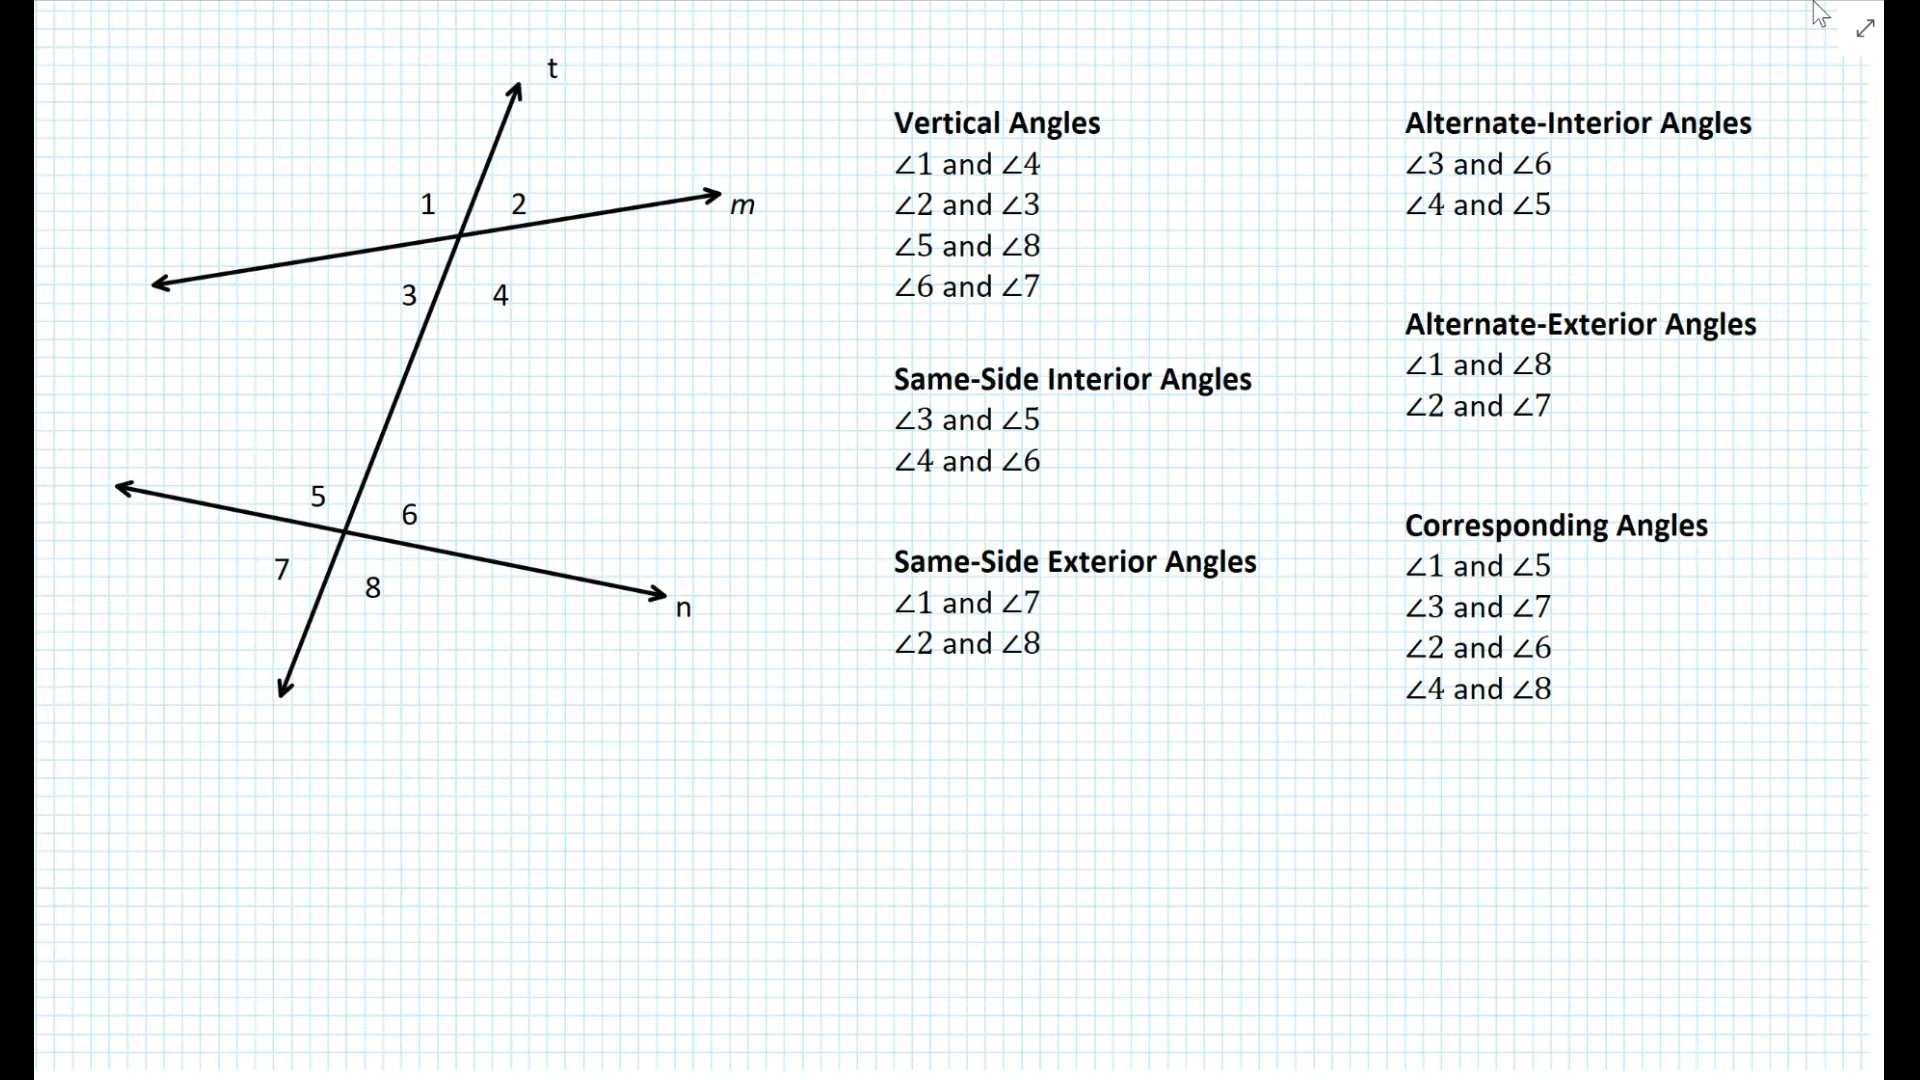 t
1
2
m
3
4
5
6
7
8
n
Vertical Angles
∠1 and ∠4
∠2 and ∠3
∠5 and ∠8
∠6 and ∠7
Same-Side Interior Angles
∠3 and ∠5
∠4 and ∠6
Same-Side Exterior Angles
∠1 and ∠7
∠2 and ∠8
Alternate-Interior Angles
∠3 and ∠6
∠4 and ∠5
Alternate-Exterior Angles
∠1 and ∠8
∠2 and ∠7
Corresponding Angles
∠1 and ∠5
∠3 and ∠7
∠2 and ∠6
∠4 and ∠8